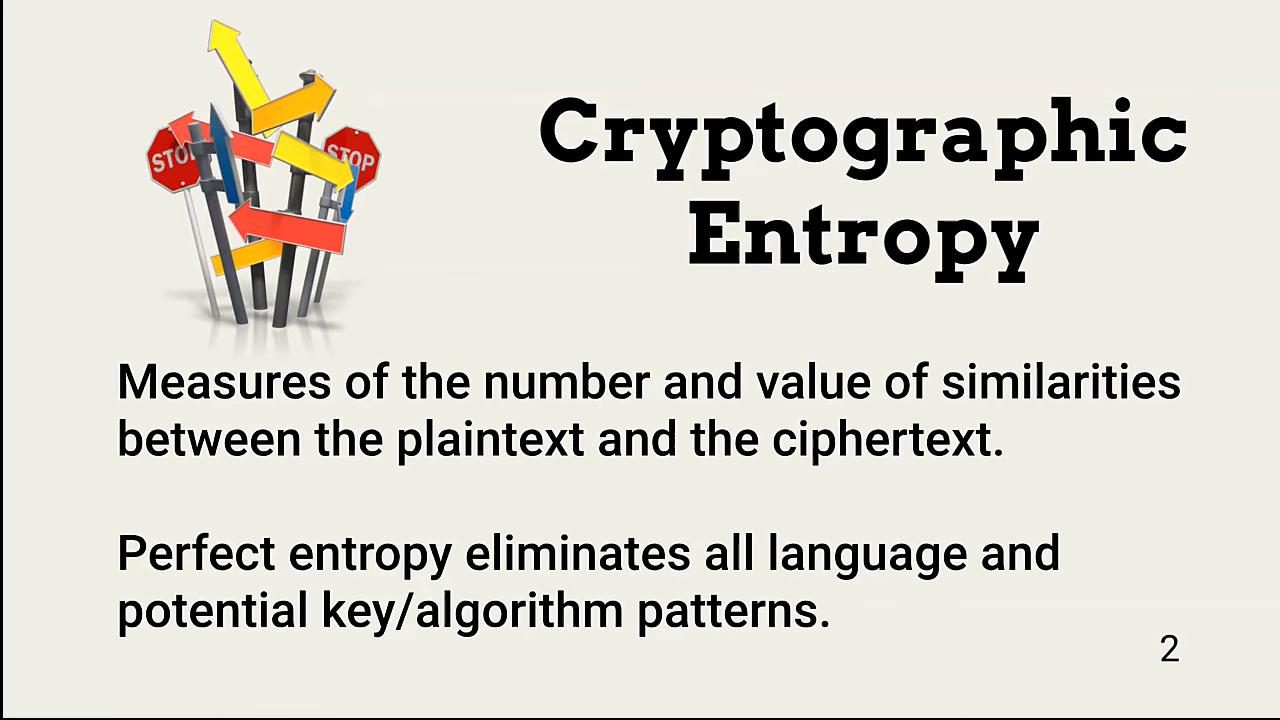 STOP
STOP
Cryptographic
Entropy
Measures of the number and value of similarities
between the plaintext and the ciphertext.
Perfect entropy eliminates all language and
potential key/algorithm patterns.
2